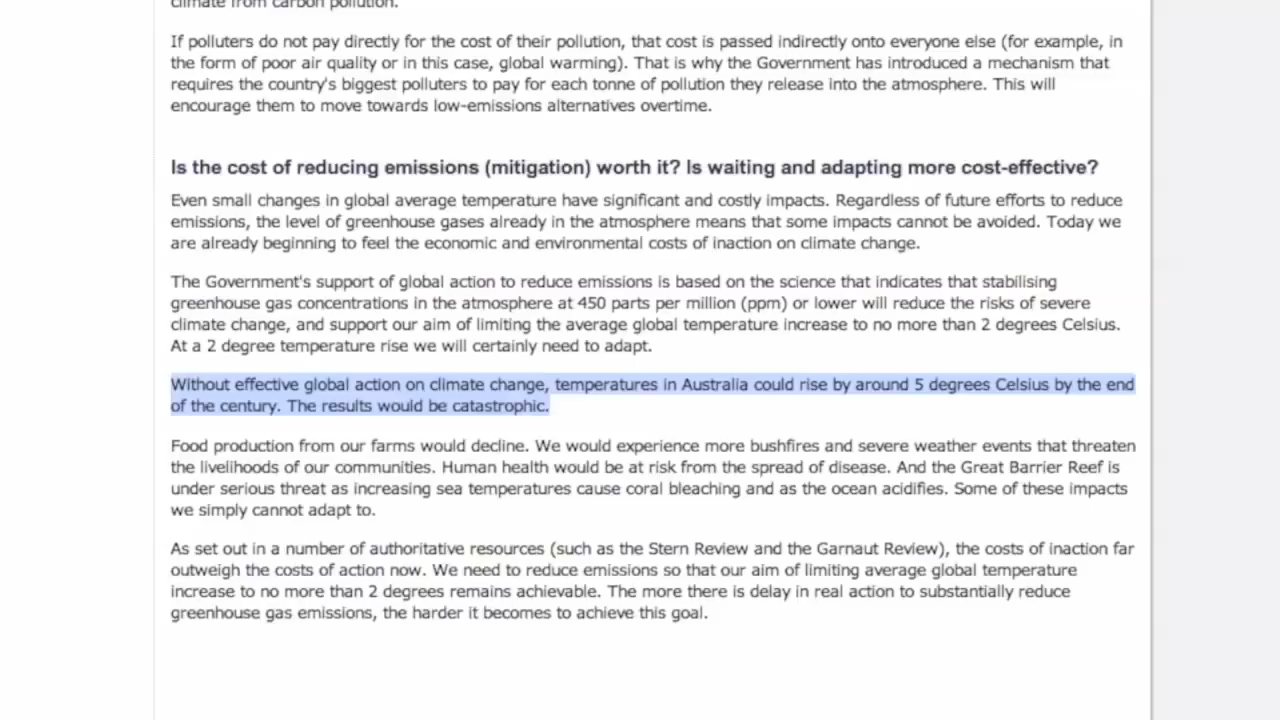 climate from carbon pollution.
If polluters do not pay directly for the cost of their pollution, that cost is passed indirectly onto everyone else (for example, in
the form of poor air quality or in this case, global warming). That is why the Government has introduced a mechanism that
requires the country's biggest polluters to pay for each tonne of pollution they release into the atmosphere. This will
encourage them to move towards low-emissions alternatives overtime.
Is the cost of reducing emissions (mitigation) worth it? Is waiting and adapting more cost-effective?
Even small changes in global average temperature have significant and costly impacts. Regardless of future efforts to reduce
emissions, the level of greenhouse gases already in the atmosphere means that some impacts cannot be avoided. Today we
are already beginning to feel the economic and environmental costs of inaction on climate change.
The Government's support of global action to reduce emissions is based on the science that indicates that stabilising
greenhouse gas concentrations in the atmosphere at 450 parts per million (ppm) or lower will reduce the risks of severe
climate change, and support our aim of limiting the average global temperature increase to no more than 2 degrees Celsius.
At a 2 degree temperature rise we will certainly need to adapt.
Without effective global action on climate change, temperatures in Australia could rise by around 5 degrees Celsius by the end
of the century. The results would be catastrophic.
Food production from our farms would decline. We would experience more bushfires and severe weather events that threaten
the livelihoods of our communities. Human health would be at risk from the spread of disease. And the Great Barrier Reef is
under serious threat as increasing sea temperatures cause coral bleaching and as the ocean acidifies. Some of these impacts
we simply cannot adapt to.
As set out in a number of authoritative resources (such as the Stern Review and the Garnaut Review), the costs of inaction far
outweigh the costs of action now. We need to reduce emissions so that our aim of limiting average global temperature
increase to no more than 2 degrees remains achievable. The more there is delay in real action to substantially reduce
greenhouse gas emissions, the harder it becomes to achieve this goal.